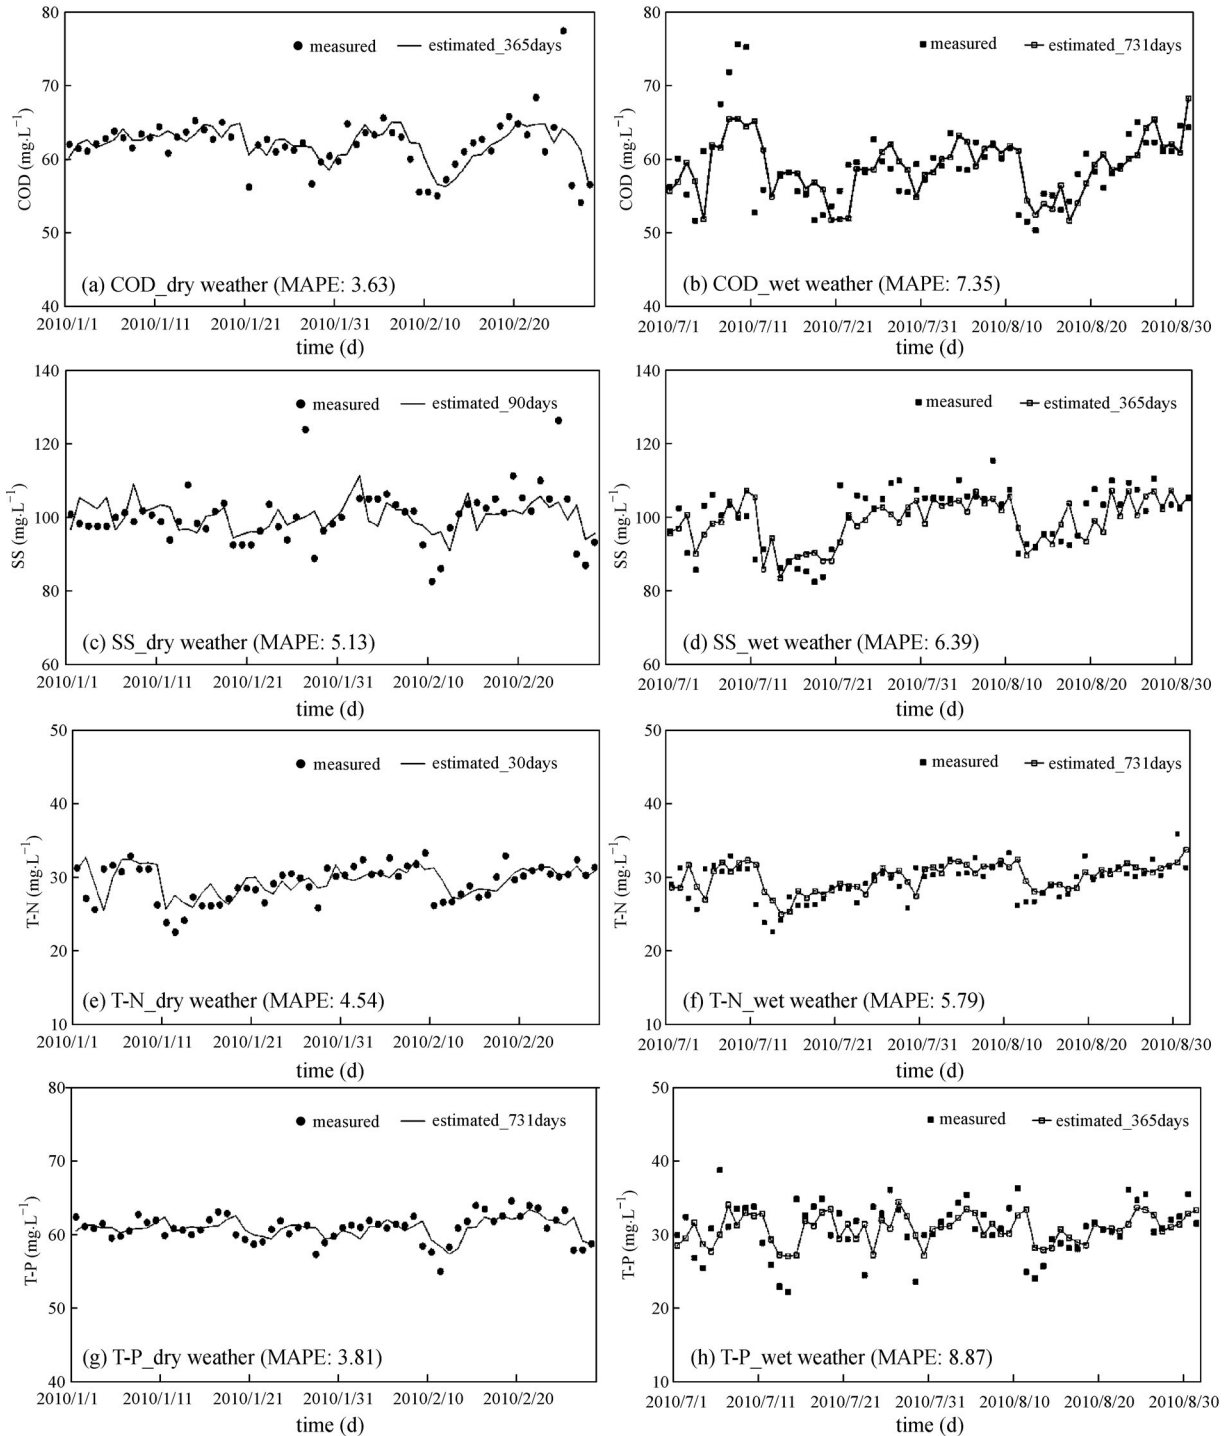 80
70
60
50
40
COD (mg·L⁻¹)
measured
estimated_365days
(a) COD_dry weather (MAPE: 3.63)
2010/1/1 2010/1/11 2010/1/21 2010/1/31 2010/2/10 2010/2/20
time (d)
80
70
60
50
40
COD (mg·L⁻¹)
measured
estimated_731days
(b) COD_wet weather (MAPE: 7.35)
2010/7/1 2010/7/11 2010/7/21 2010/7/31 2010/8/10 2010/8/20 2010/8/30
time (d)
140
120
100
80
60
SS (mg·L⁻¹)
measured
estimated_90days
(c) SS_dry weather (MAPE: 5.13)
2010/1/1 2010/1/11 2010/1/21 2010/1/31 2010/2/10 2010/2/20
time (d)
140
120
100
80
60
SS (mg·L⁻¹)
measured
estimated_365days
(d) SS_wet weather (MAPE: 6.39)
2010/7/1 2010/7/11 2010/7/21 2010/7/31 2010/8/10 2010/8/20 2010/8/30
time (d)
50
40
30
20
10
T-N (mg·L⁻¹)
measured
estimated_30days
(e) T-N_dry weather (MAPE: 4.54)
2010/1/1 2010/1/11 2010/1/21 2010/1/31 2010/2/10 2010/2/20
time (d)
50
40
30
20
10
T-N (mg·L⁻¹)
measured
estimated_731days
(f) T-N_wet weather (MAPE: 5.79)
2010/7/1 2010/7/11 2010/7/21 2010/7/31 2010/8/10 2010/8/20 2010/8/30
time (d)
80
70
60
50
40
T-P (mg·L⁻¹)
measured
estimated_731days
(g) T-P_dry weather (MAPE: 3.81)
2010/1/1 2010/1/11 2010/1/21 2010/1/31 2010/2/10 2010/2/20
time (d)
50
40
30
20
10
T-P (mg·L⁻¹)
measured
estimated_365days
(h) T-P_wet weather (MAPE: 8.87)
2010/7/1 2010/7/11 2010/7/21 2010/7/31 2010/8/10 2010/8/20 2010/8/30
time (d)